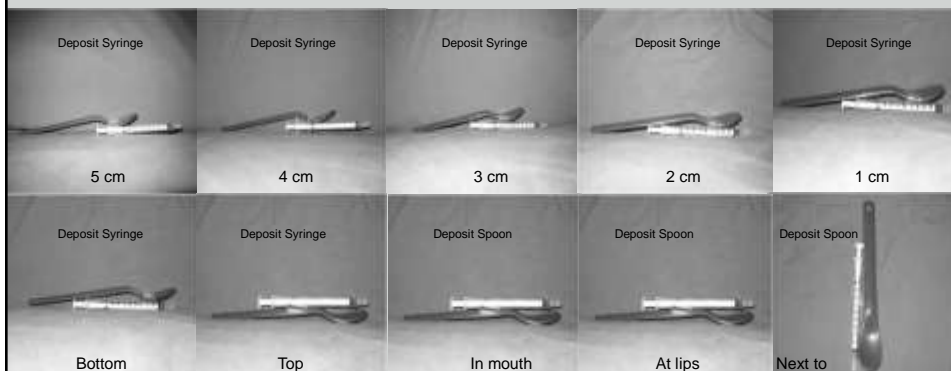 Deposit Syringe
5 cm
Deposit Syringe
4 cm
Deposit Syringe
3 cm
Deposit Syringe
2 cm
Deposit Syringe
1 cm
Deposit Syringe
Bottom
Deposit Syringe
Top
Deposit Spoon
In mouth
Deposit Spoon
At lips
Deposit Spoon
Next to